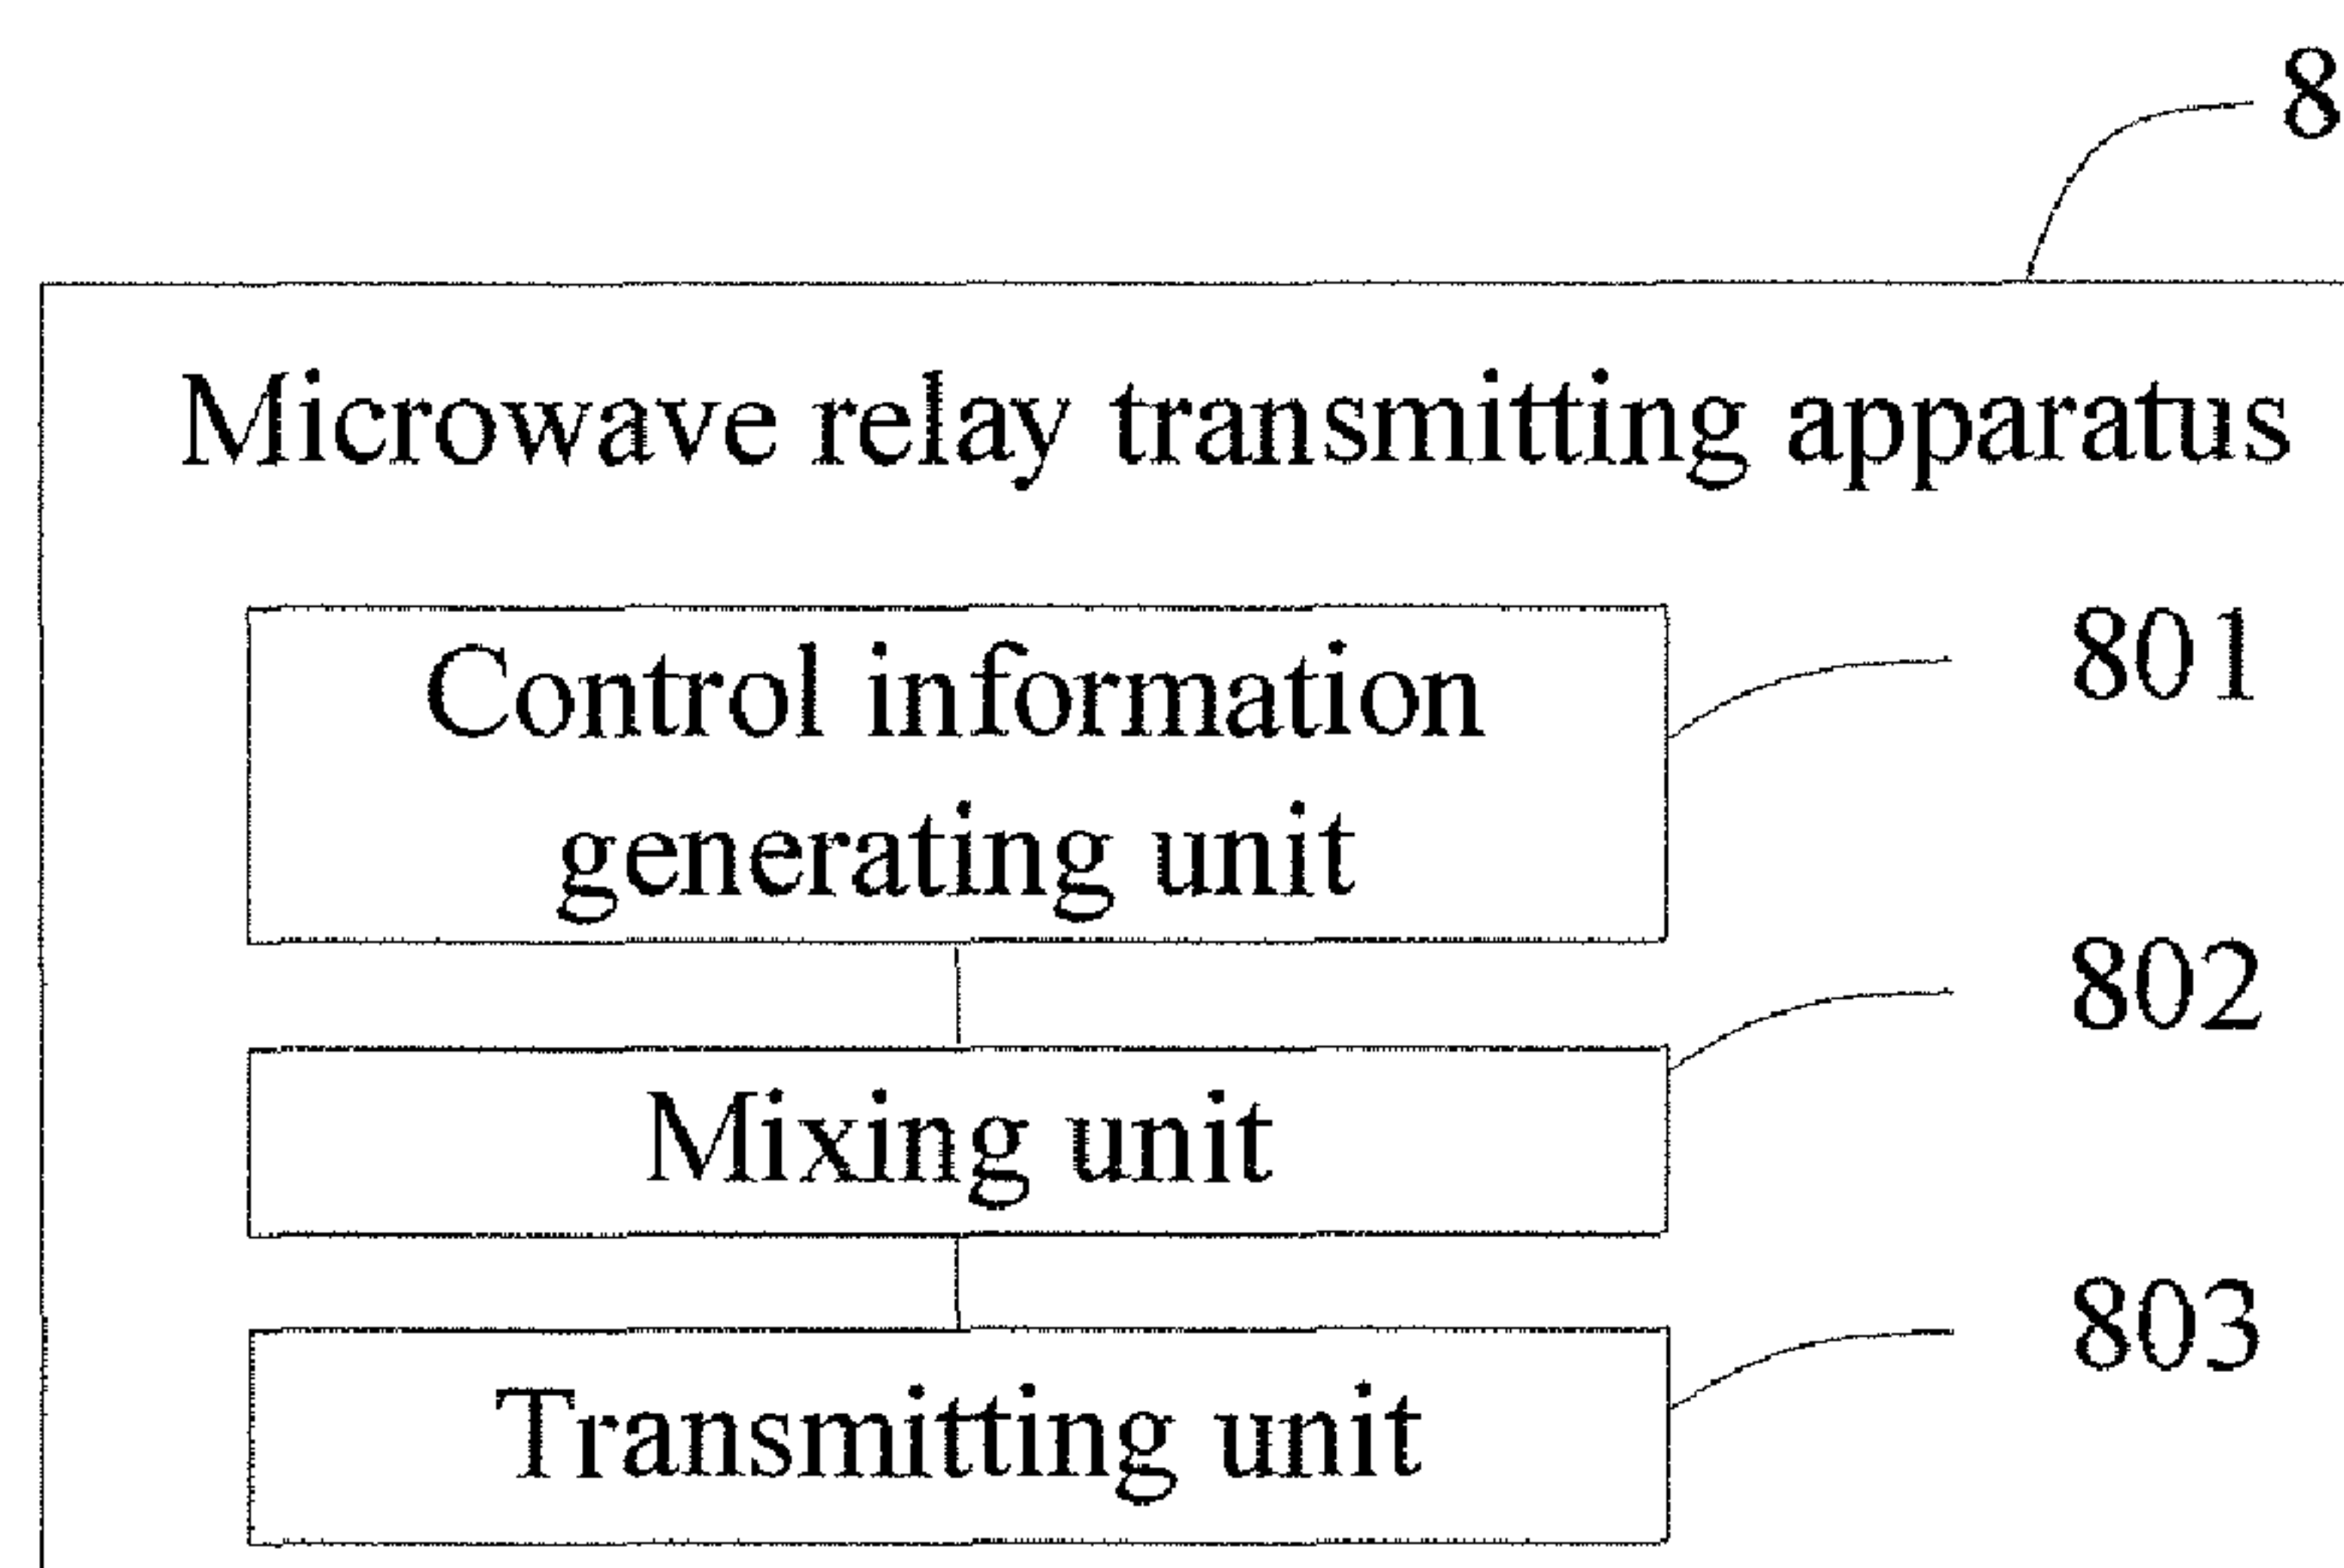 8
Microwave relay transmitting apparatus
Control information
generating unit
801
802
Mixing unit
803
Transmitting unit